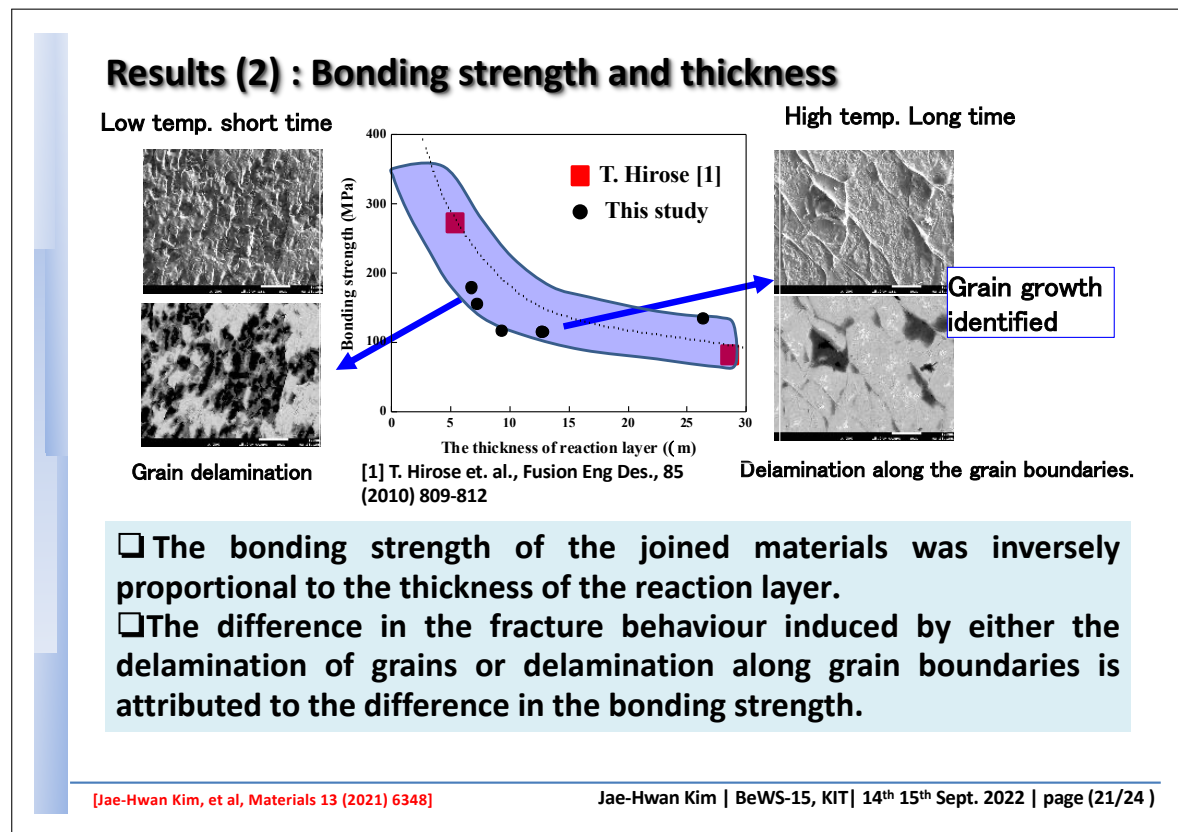 Results (2) : Bonding strength and thickness
Low temp. short time
High temp. Long time
400
300
200
100
0
Bonding strength (MPa)
T. Hirose [1]
This study
0 5 10 15 20 25 30
The thickness of reaction layer (( m)
Grain growth
identified
Grain delamination
[1] T. Hirose et. al., Fusion Eng Des., 85
(2010) 809-812
Delamination along the grain boundaries.
❑ The bonding strength of the joined materials was inversely
proportional to the thickness of the reaction layer.
❑The difference in the fracture behaviour induced by either the
delamination of grains or delamination along grain boundaries is
attributed to the difference in the bonding strength.
[Jae-Hwan Kim, et al, Materials 13 (2021) 6348]
Jae-Hwan Kim | BeWS-15, KIT| 14th 15th Sept. 2022 | page (21/24 )